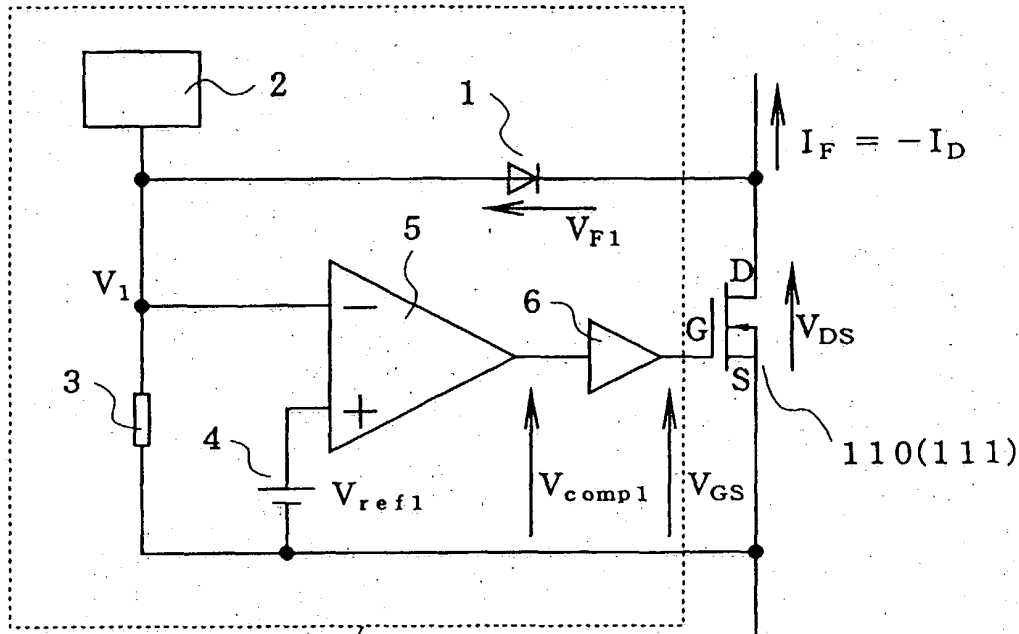 2
1
I_F = −I_D
V_F1
5
V_1
−
6
D
G
V_DS
S
3
+
4
110(111)
V_ref1
V_comp1
V_GS